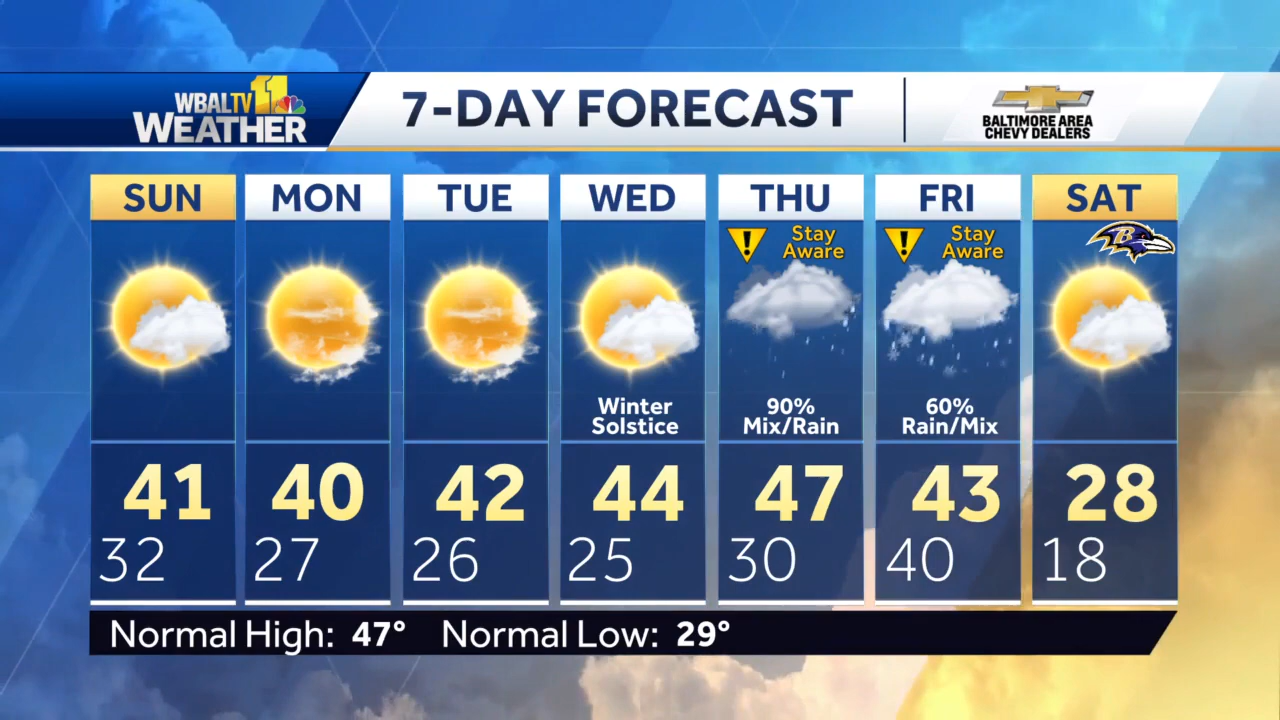 WBALTV 11
WEATHER
7-DAY FORECAST
BALTIMORE AREA
CHEVY DEALERS
SUN
MON
TUE
WED
THU
FRI
SAT
Stay
Aware
Stay
Aware
B
Winter
Solstice
90%
Mix/Rain
60%
Rain/Mix
41
40
42
44
47
43
28
32
27
26
25
30
40
18
Normal High: 47° Normal Low: 29°